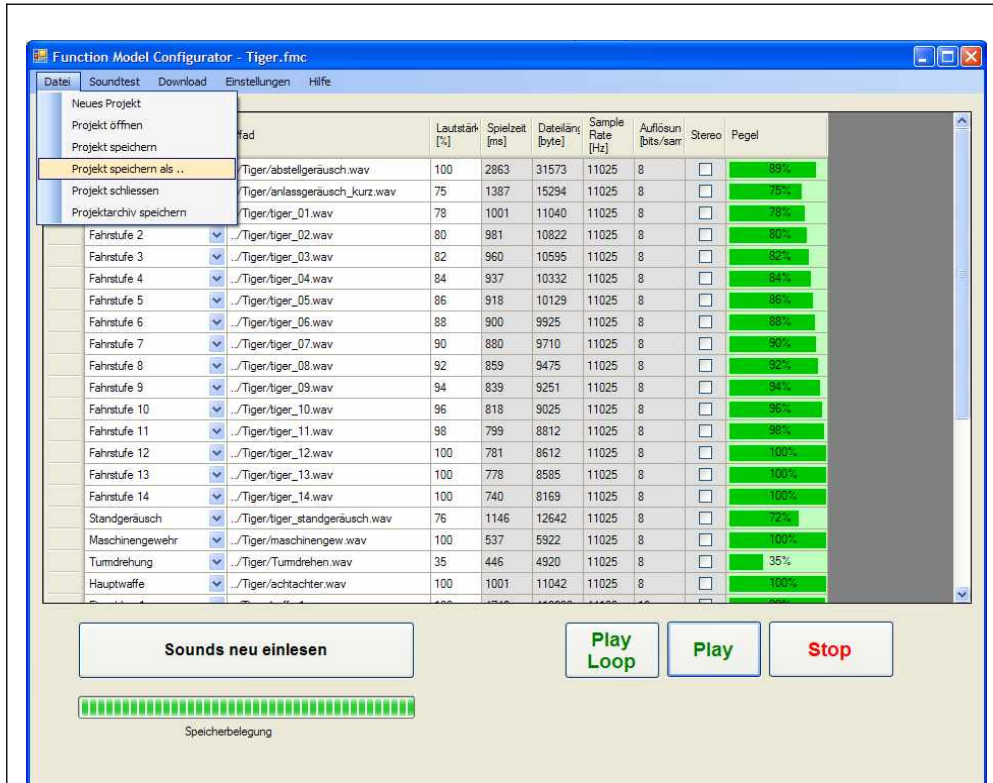 Function Model Configurator - Tiger.fmc
Datei Soundtest Download Einstellungen Hilfe
Neues Projekt
Projekt öffnen
Projekt speichern
Projekt speichern als ..
Projekt schliessen
Projektarchiv speichern
Lautstärk [%] Spielzeit [ms] Dateiläng [byte] Sample Rate [Hz] Auflösun [bits/sam Stereo Pegel
/Tiger/abstellgeräusch.wav 100 2863 31573 11025 8 89%
/Tiger/anlassgeräusch_kurz.wav 75 1387 15294 11025 8 75%
/Tiger/tiger_01.wav 78 1001 11040 11025 8 78%
Fahrstufe 2 ../Tiger/tiger_02.wav 80 981 10822 11025 8 80%
Fahrstufe 3 ../Tiger/tiger_03.wav 82 960 10595 11025 8 82%
Fahrstufe 4 ../Tiger/tiger_04.wav 84 937 10332 11025 8 84%
Fahrstufe 5 ../Tiger/tiger_05.wav 86 918 10129 11025 8 86%
Fahrstufe 6 ../Tiger/tiger_06.wav 88 900 9925 11025 8 88%
Fahrstufe 7 ../Tiger/tiger_07.wav 90 880 9710 11025 8 90%
Fahrstufe 8 ../Tiger/tiger_08.wav 92 859 9475 11025 8 92%
Fahrstufe 9 ../Tiger/tiger_09.wav 94 839 9251 11025 8 94%
Fahrstufe 10 ../Tiger/tiger_10.wav 96 818 9025 11025 8 96%
Fahrstufe 11 ../Tiger/tiger_11.wav 98 799 8812 11025 8 98%
Fahrstufe 12 ../Tiger/tiger_12.wav 100 781 8612 11025 8 100%
Fahrstufe 13 ../Tiger/tiger_13.wav 100 778 8585 11025 8 100%
Fahrstufe 14 ../Tiger/tiger_14.wav 100 740 8169 11025 8 100%
Standgeräusch ../Tiger/tiger_standgeräusch.wav 76 1146 12642 11025 8 72%
Maschinengewehr ../Tiger/maschinengew.wav 100 537 5922 11025 8 100%
Turmdrehung ../Tiger/Turmdrehen.wav 35 446 4920 11025 8 35%
Hauptwaffe ../Tiger/achtachter.wav 100 1001 11042 11025 8 100%
Sounds neu einlesen
Play Loop
Play
Stop
Speicherbelegung